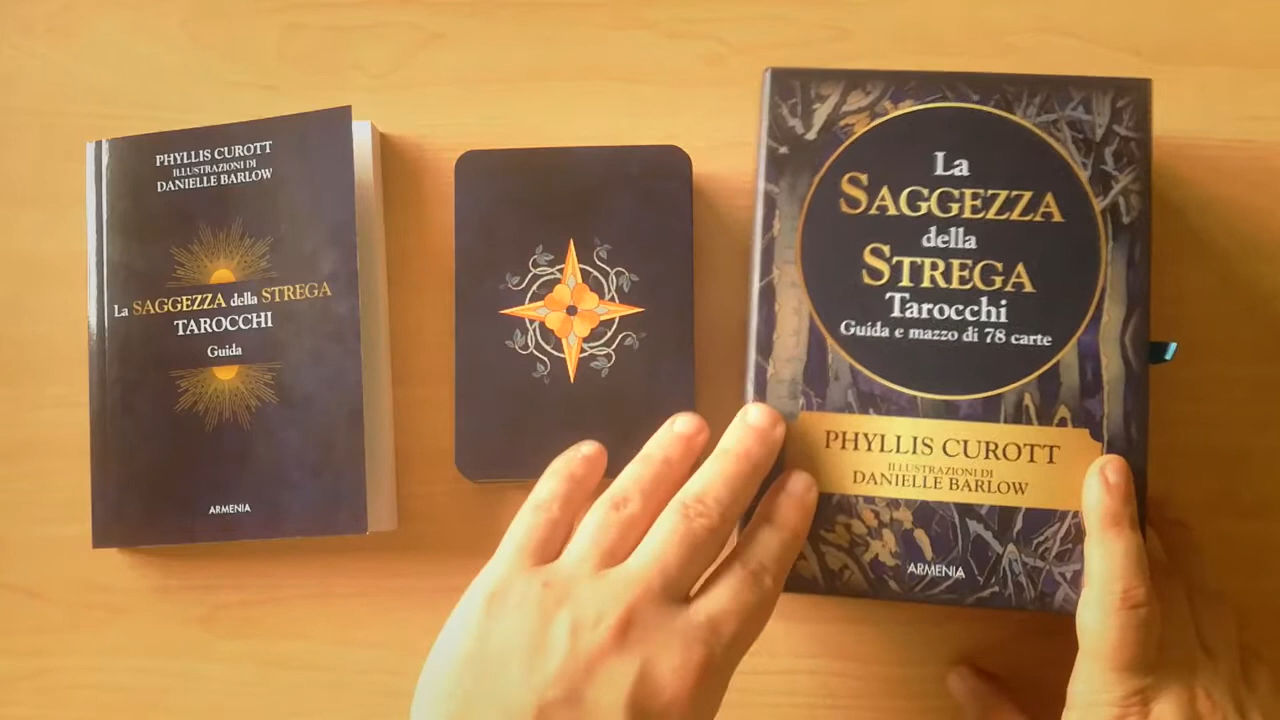 PHYLLIS CUROTT
ILLUSTRAZIONI DI
DANIELLE BARLOW
La SAGGEZZA della STREGA
TAROCCHI
Guida
ARMENIA
La
SAGGEZZA
della
STREGA
Tarocchi
Guida e mazzo di 78 carte
PHYLLIS CUROTT
ILLUSTRAZIONI DI
DANIELLE BARLOW
ARMENIA